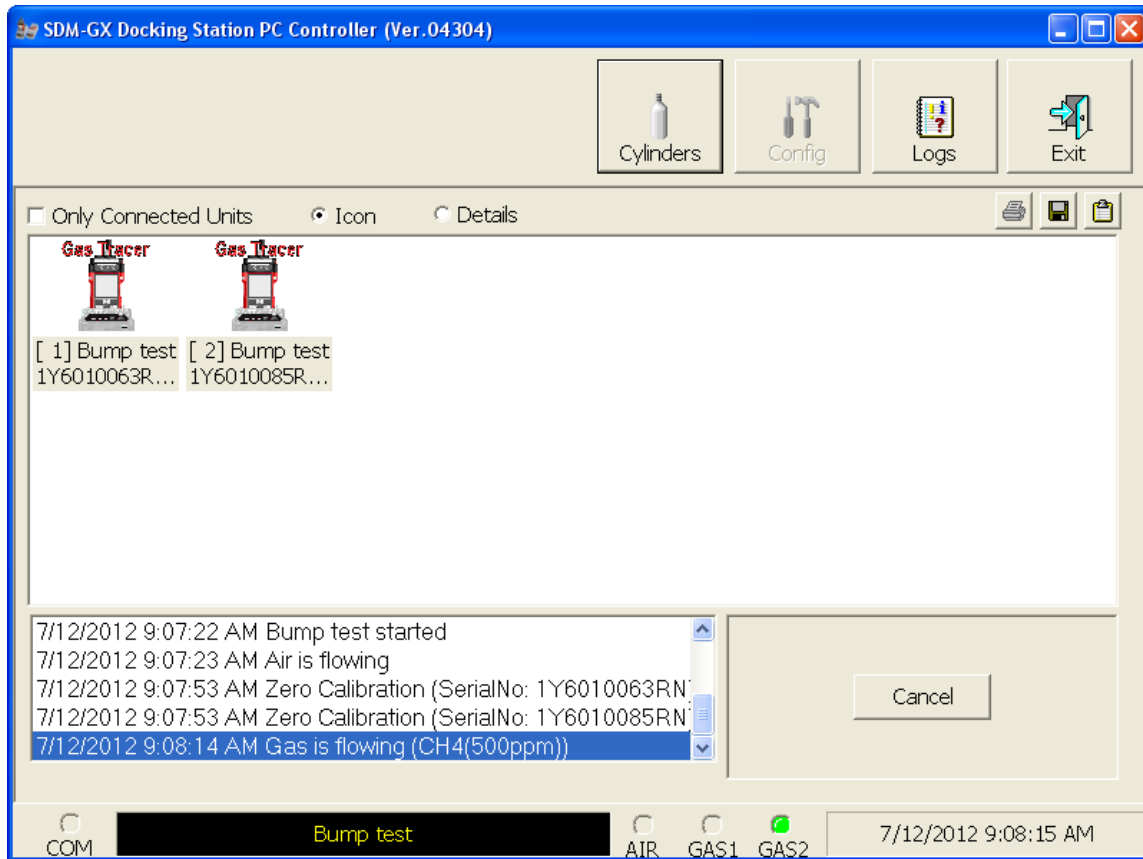 SDM-GX Docking Station PC Controller (Ver.04304)
Cylinders
Config
Logs
Exit
Only Connected Units
Icon
Details
Gas Tracer
Gas Tracer
[ 1] Bump test
1Y6010063R...
[ 2] Bump test
1Y6010085R...
7/12/2012 9:07:22 AM Bump test started
7/12/2012 9:07:23 AM Air is flowing
7/12/2012 9:07:53 AM Zero Calibration (SerialNo: 1Y6010063RN
7/12/2012 9:07:53 AM Zero Calibration (SerialNo: 1Y6010085RN
7/12/2012 9:08:14 AM Gas is flowing (CH4(500ppm))
Cancel
COM
Bump test
AIR
GAS1
GAS2
7/12/2012 9:08:15 AM